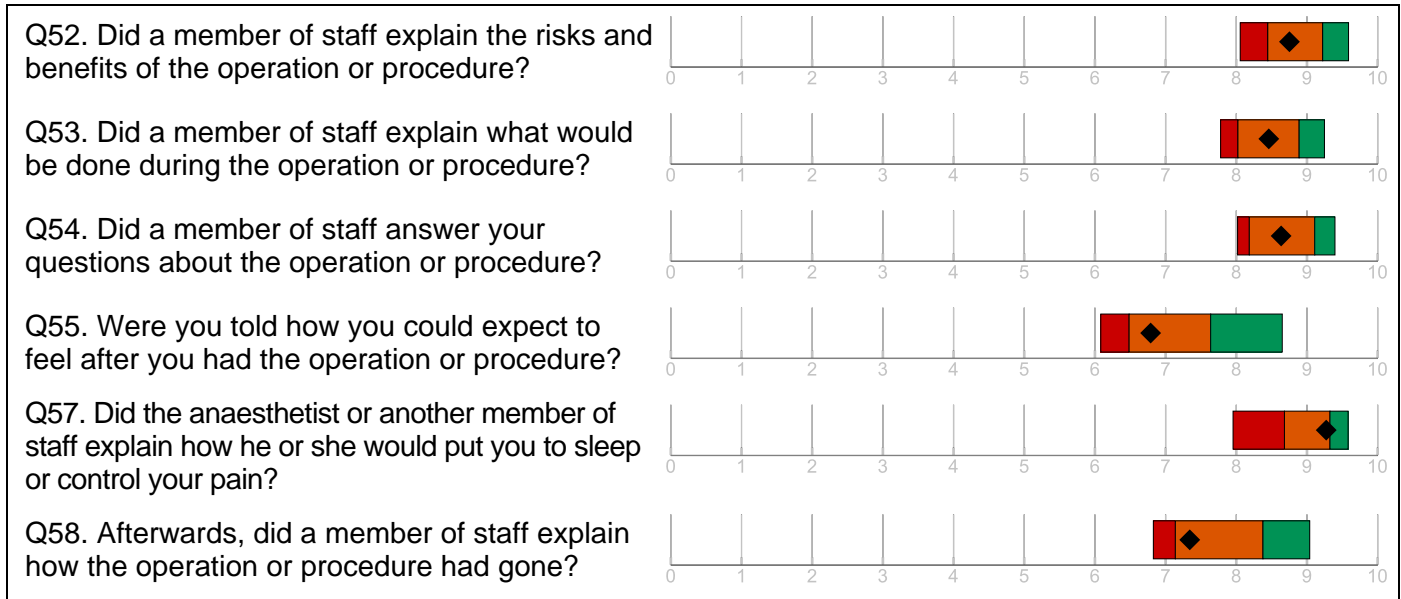 Q52. Did a member of staff explain the risks and
benefits of the operation or procedure?
0 1 2 3 4 5 6 7 8 9 10
Q53. Did a member of staff explain what would
be done during the operation or procedure?
0 1 2 3 4 5 6 7 8 9 10
Q54. Did a member of staff answer your
questions about the operation or procedure?
0 1 2 3 4 5 6 7 8 9 10
Q55. Were you told how you could expect to
feel after you had the operation or procedure?
0 1 2 3 4 5 6 7 8 9 10
Q57. Did the anaesthetist or another member of
staff explain how he or she would put you to sleep
or control your pain?
0 1 2 3 4 5 6 7 8 9 10
Q58. Afterwards, did a member of staff explain
how the operation or procedure had gone?
0 1 2 3 4 5 6 7 8 9 10